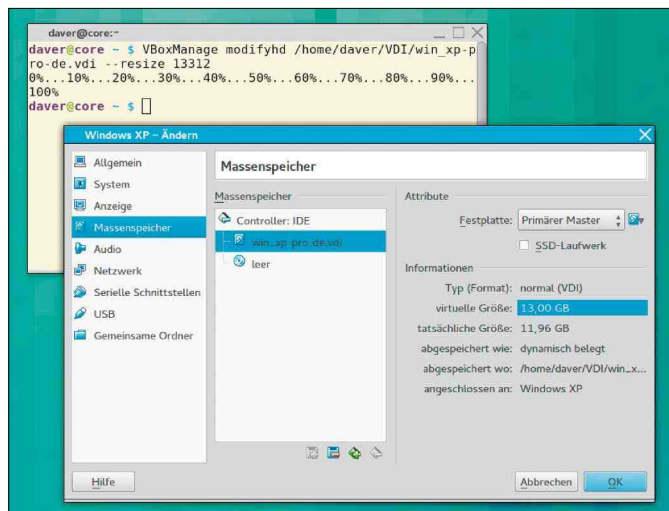 daver@core:~
daver@core ~ $ VBoxManage modifyhd /home/daver/VDI/win_xp-p
ro-de.vdi --resize 13312
0%...10%...20%...30%...40%...50%...60%...70%...80%...90%...
100%
daver@core ~ $
Windows XP – Ändern
Allgemein
System
Anzeige
Massenspeicher
Audio
Netzwerk
Serielle Schnittstellen
USB
Gemeinsame Ordner
Massenspeicher
Massenspeicher
Controller: IDE
win_xp-pro-de.vdi
leer
Attribute
Festplatte: Primärer Master
SSD-Laufwerk
Informationen
Typ (Format): normal (VDI)
virtuelle Größe: 13,00 GB
tatsächliche Größe: 11,96 GB
abgespeichert wie: dynamisch belegt
abgespeichert wo: /home/daver/VDI/win_x...
angeschlossen an: Windows XP
Hilfe
Abbrechen
OK